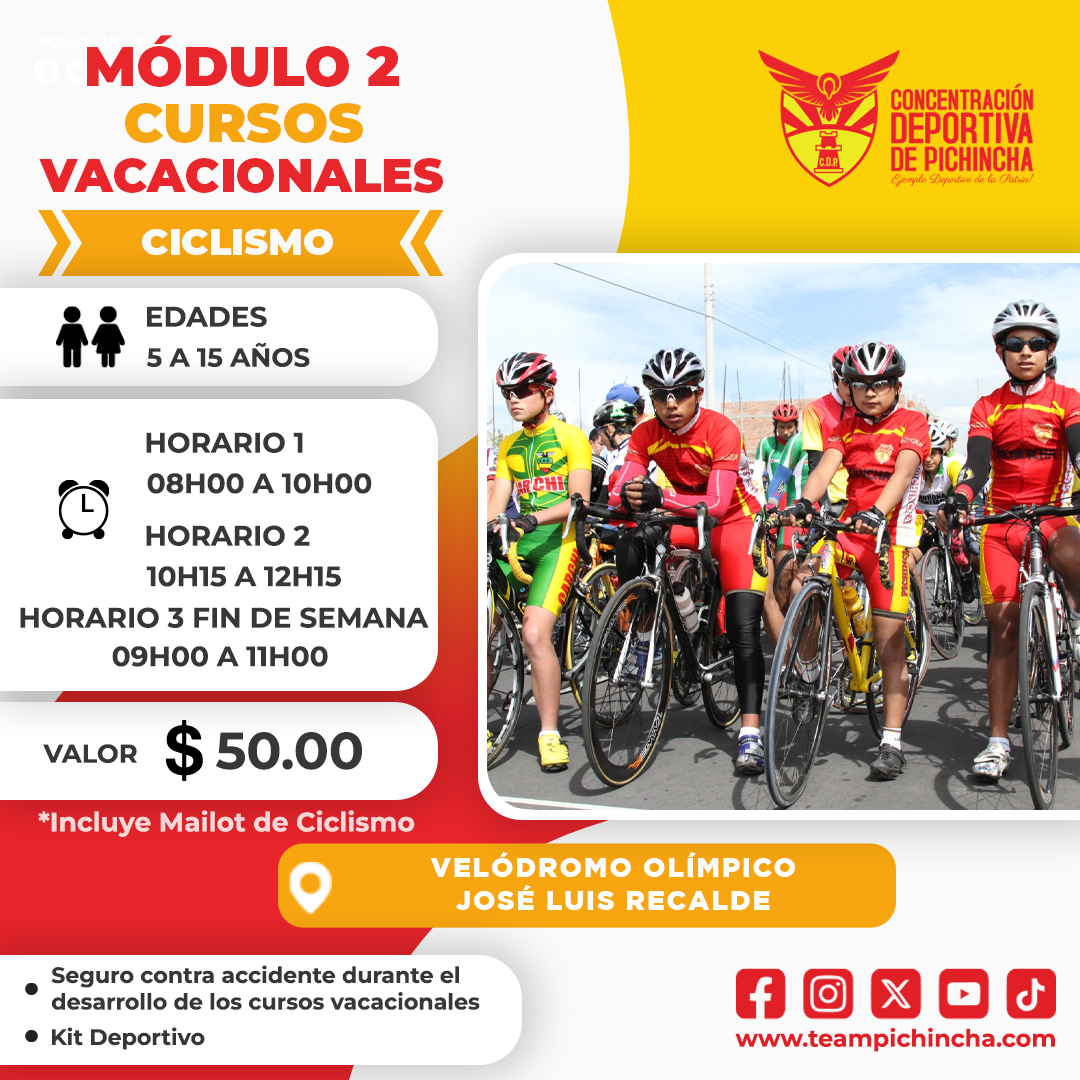 MÓDULO 2
CURSOS
VACACIONALES
CICLISMO
CONCENTRACIÓN
DEPORTIVA
DE PICHINCHA
Ejemplo Deportivo de la Patria!
C.D.P
EDADES
5 A 15 AÑOS
HORARIO 1
08H00 A 10H00
HORARIO 2
10H15 A 12H15
HORARIO 3 FIN DE SEMANA
09H00 A 11H00
VALOR $ 50.00
*Incluye Mailot de Ciclismo
VELÓDROMO OLÍMPICO
JOSÉ LUIS RECALDE
Seguro contra accidente durante el
desarrollo de los cursos vacacionales
Kit Deportivo
www.teampichincha.com